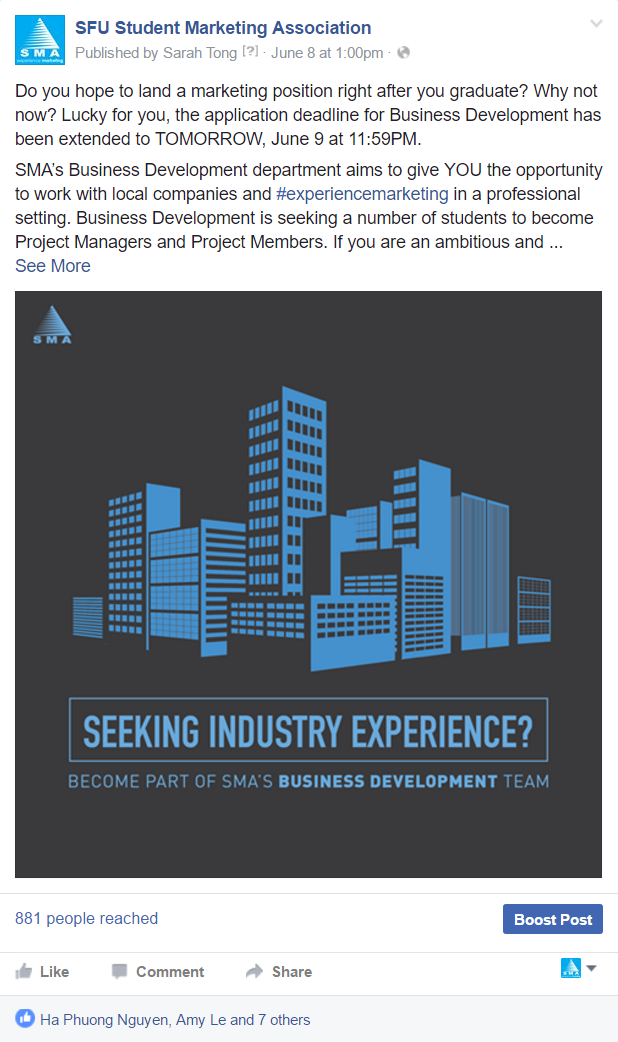 SFU Student Marketing Association
Published by Sarah Tong [?] · June 8 at 1:00pm ·
SMA
experience marketing
Do you hope to land a marketing position right after you graduate? Why not
now? Lucky for you, the application deadline for Business Development has
been extended to TOMORROW, June 9 at 11:59PM.
SMA's Business Development department aims to give YOU the opportunity
to work with local companies and #experiencemarketing in a professional
setting. Business Development is seeking a number of students to become
Project Managers and Project Members. If you are an ambitious and ...
See More
SMA
SEEKING INDUSTRY EXPERIENCE?
BECOME PART OF SMA'S BUSINESS DEVELOPMENT TEAM
881 people reached
Boost Post
Like Comment Share
SMA
Ha Phuong Nguyen, Amy Le and 7 others